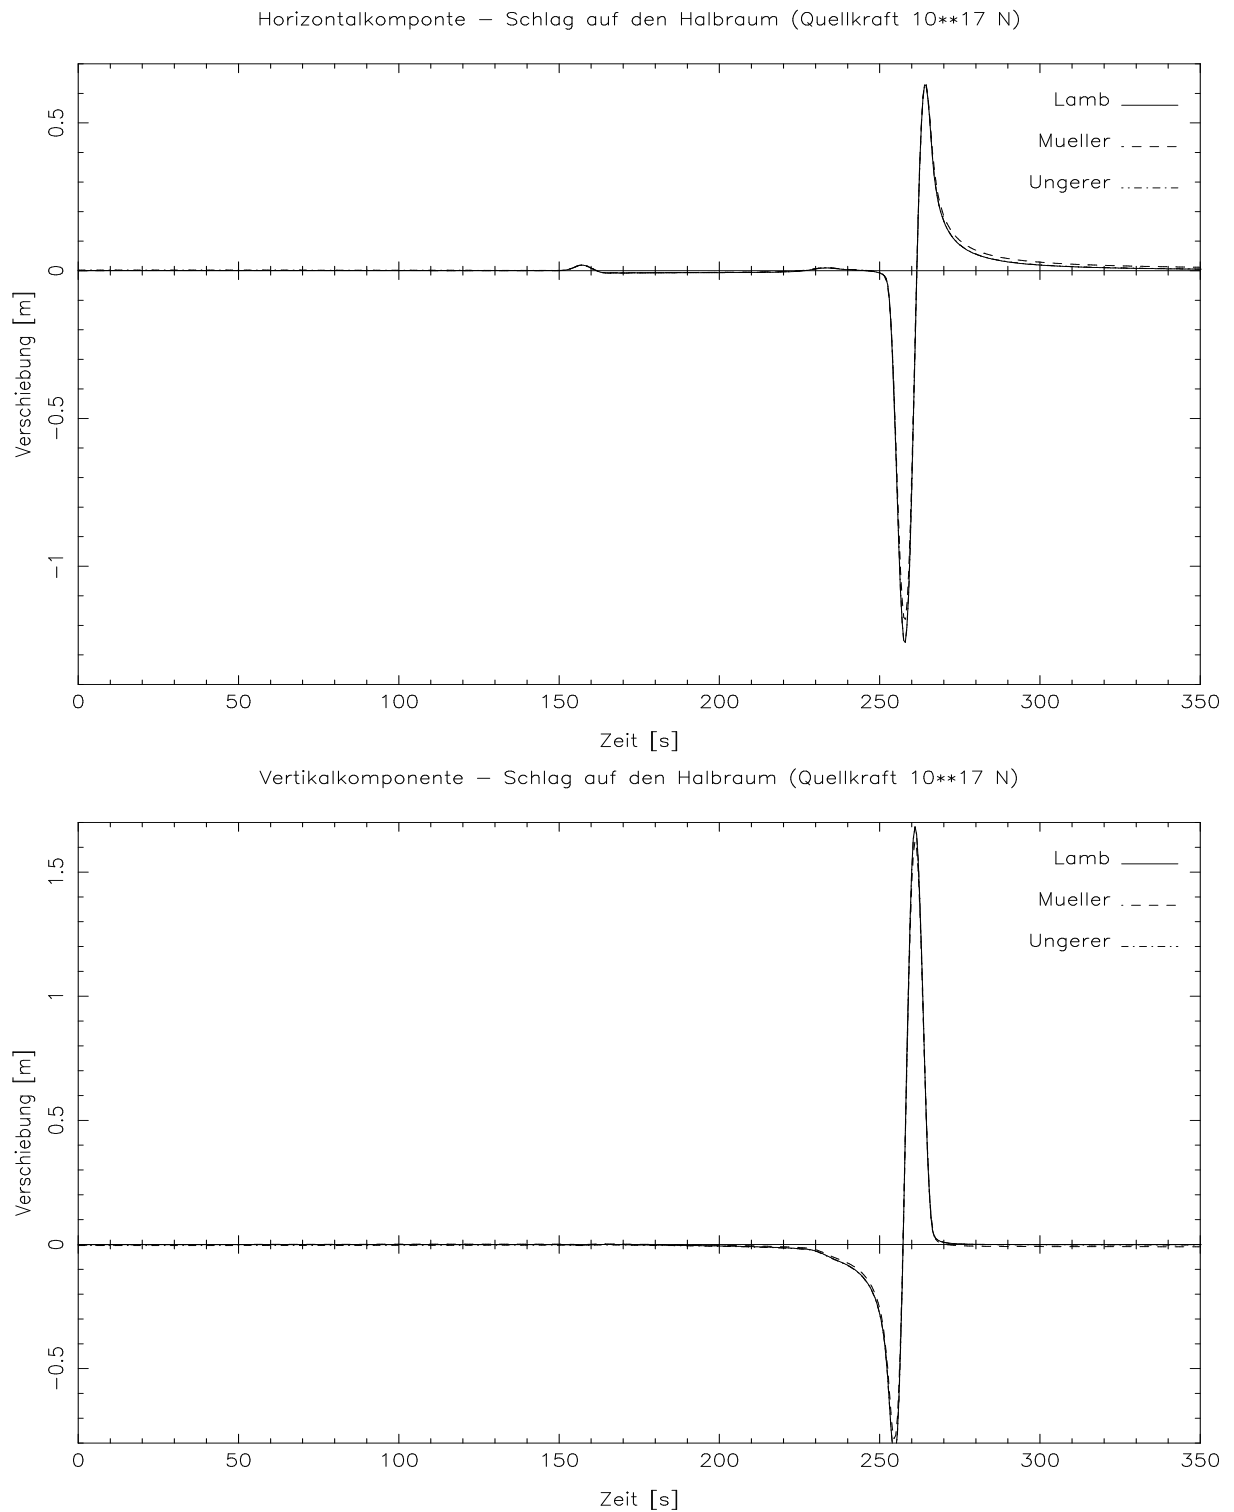 Horizontalkomponte – Schlag auf den Halbraum (Quellkraft 10**17 N)
Lamb
Mueller
Ungerer
0.5
0
−0.5
−1
Verschiebung [m]
0 50 100 150 200 250 300 350
Zeit [s]
Vertikalkomponente – Schlag auf den Halbraum (Quellkraft 10**17 N)
Lamb
Mueller
Ungerer
1.5
1
0.5
0
−0.5
Verschiebung [m]
0 50 100 150 200 250 300 350
Zeit [s]